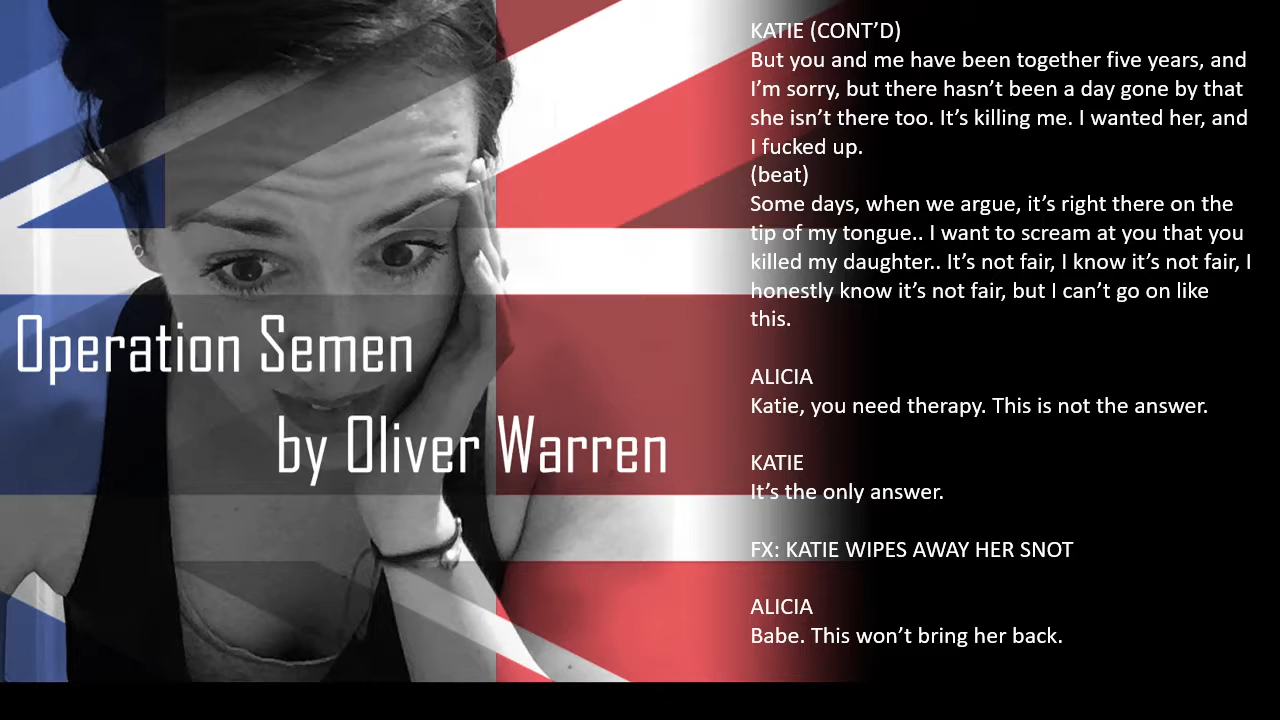 Operation Semen
by Oliver Warren
KATIE (CONT’D)
But you and me have been together five years, and
I’m sorry, but there hasn’t been a day gone by that
she isn’t there too. It’s killing me. I wanted her, and
I fucked up.
(beat)
Some days, when we argue, it’s right there on the
tip of my tongue.. I want to scream at you that you
killed my daughter.. It’s not fair, I know it’s not fair, I
honestly know it’s not fair, but I can’t go on like
this.
ALICIA
Katie, you need therapy. This is not the answer.
KATIE
It’s the only answer.
FX: KATIE WIPES AWAY HER SNOT
ALICIA
Babe. This won’t bring her back.